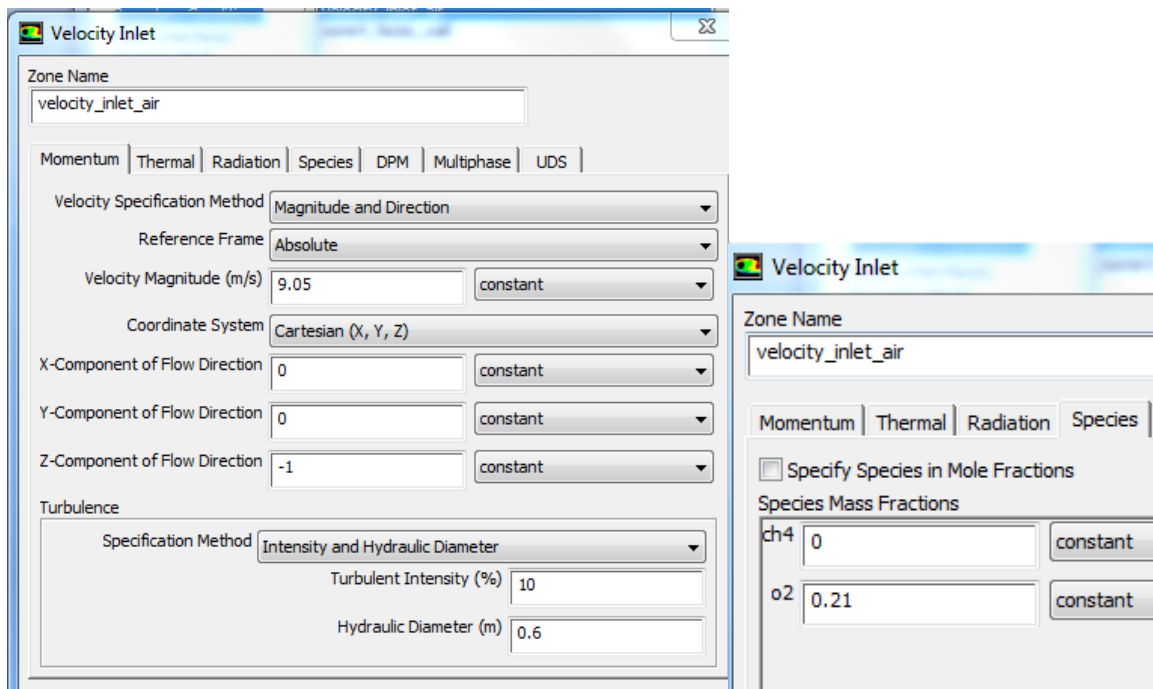 Velocity Inlet
Zone Name
velocity_inlet_air
Momentum Thermal Radiation Species DPM Multiphase UDS
Velocity Specification Method Magnitude and Direction
Reference Frame Absolute
Velocity Magnitude (m/s) 9.05 constant
Coordinate System Cartesian (X, Y, Z)
X-Component of Flow Direction 0 constant
Y-Component of Flow Direction 0 constant
Z-Component of Flow Direction -1 constant
Turbulence
Specification Method Intensity and Hydraulic Diameter
Turbulent Intensity (%) 10
Hydraulic Diameter (m) 0.6
Velocity Inlet
Zone Name
velocity_inlet_air
Momentum Thermal Radiation Species
Specify Species in Mole Fractions
Species Mass Fractions
ch4 0 constant
o2 0.21 constant